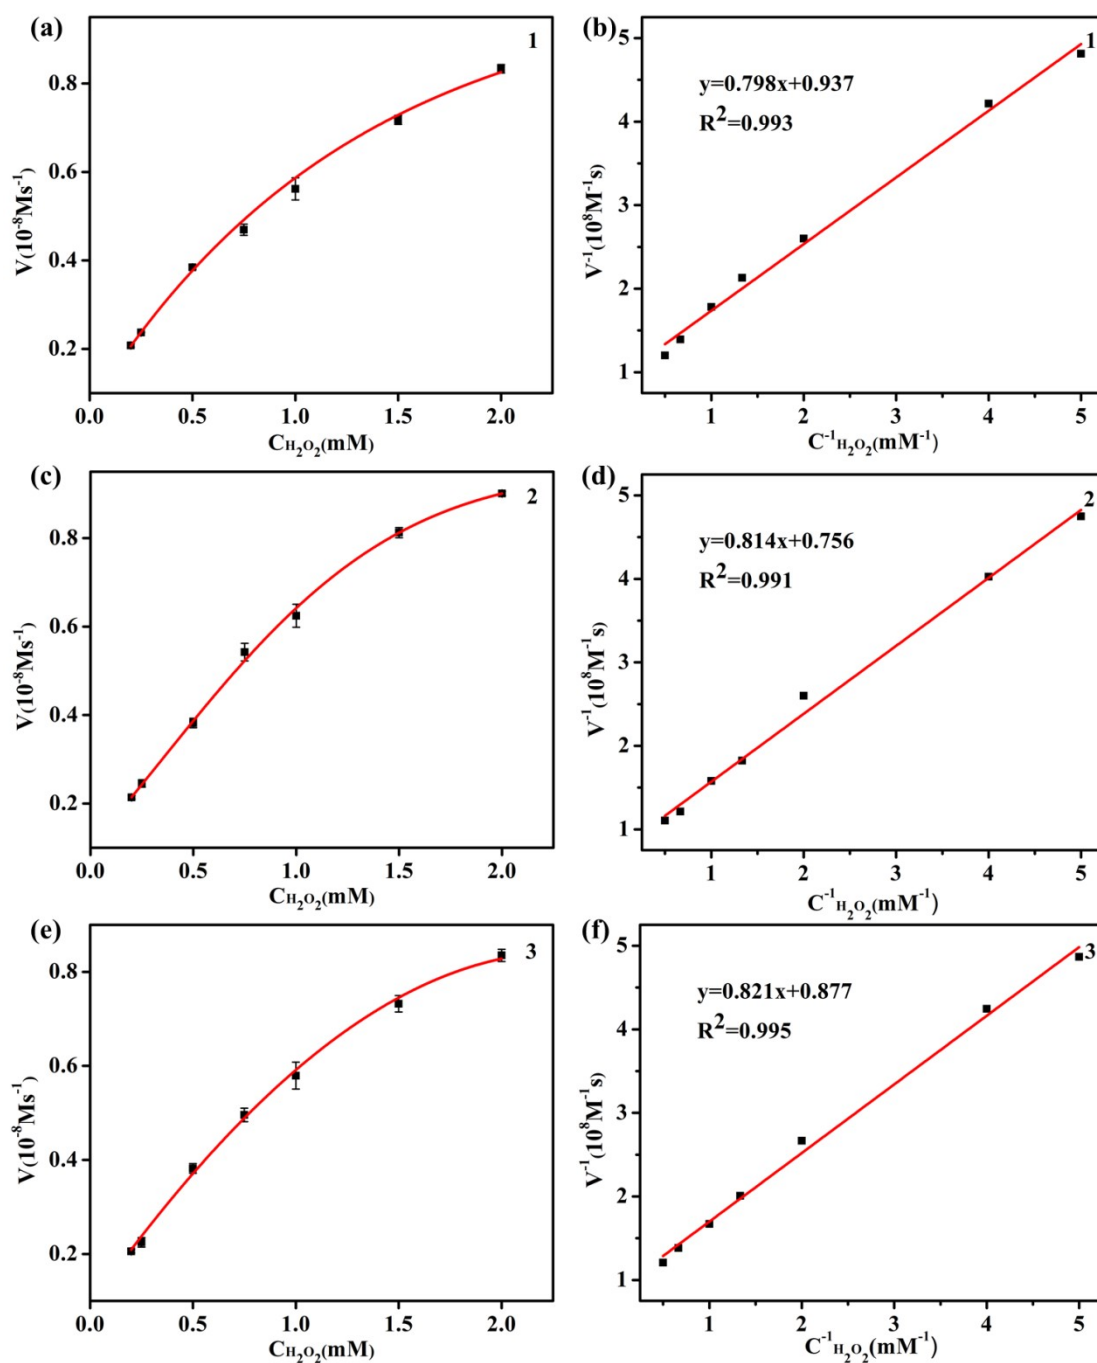 (a)
1
V(10-8Ms-1)
0.8
0.6
0.4
0.2
0.0
0.5
1.0
1.5
2.0
CH2O2(mM)
(b)
1
y=0.798x+0.937
R2=0.993
V-1(108M-1s)
5
4
3
2
1
1
2
3
4
5
C-1H2O2(mM-1)
(c)
2
V(10-8Ms-1)
0.8
0.6
0.4
0.2
0.0
0.5
1.0
1.5
2.0
CH2O2(mM)
(d)
2
y=0.814x+0.756
R2=0.991
V-1(108M-1s)
5
4
3
2
1
1
2
3
4
5
C-1H2O2(mM-1)
(e)
3
V(10-8Ms-1)
0.8
0.6
0.4
0.2
0.0
0.5
1.0
1.5
2.0
CH2O2(mM)
(f)
3
y=0.821x+0.877
R2=0.995
V-1(108M-1s)
5
4
3
2
1
1
2
3
4
5
C-1H2O2(mM-1)